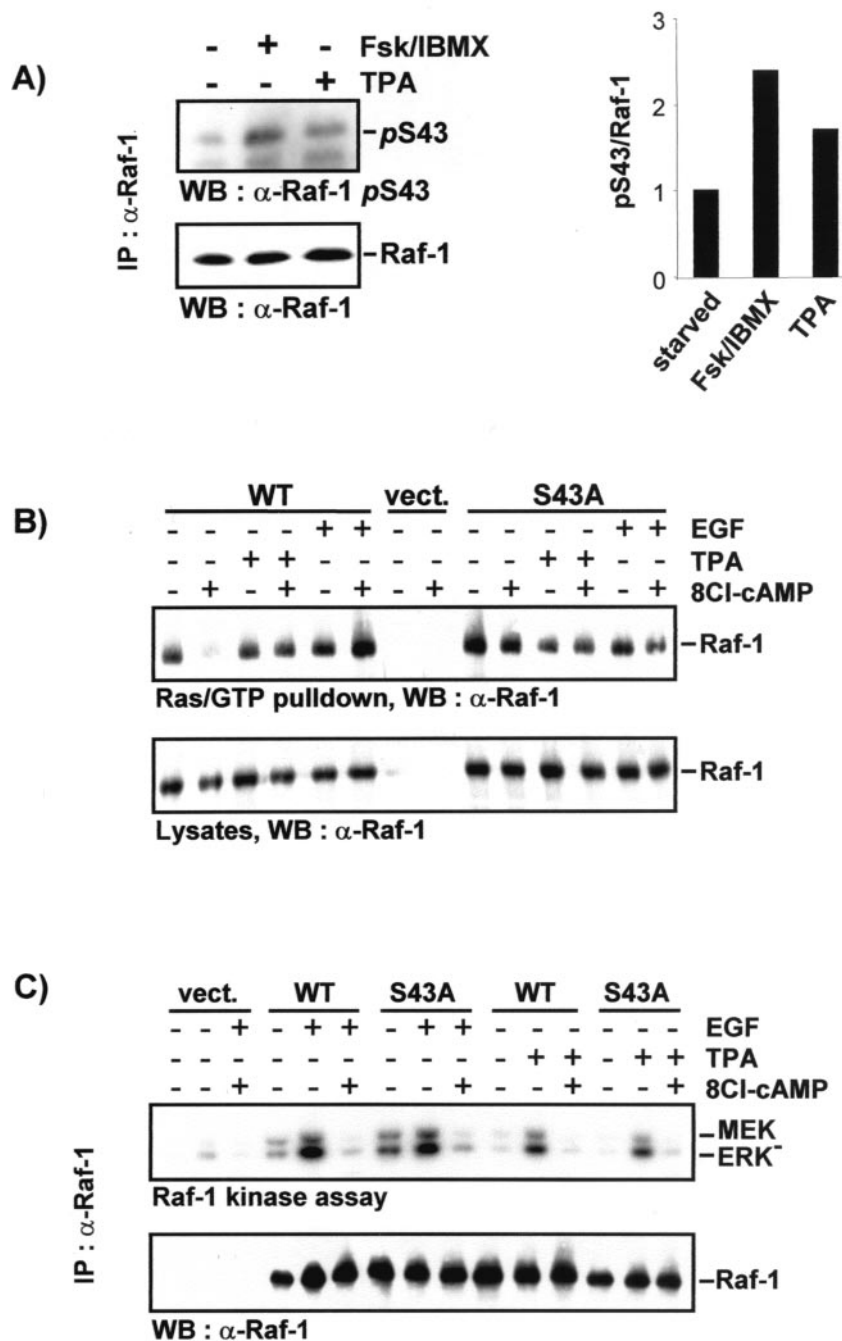 A)
- + - Fsk/IBMX
- - + TPA
IP : α-Raf-1
pS43
WB : α-Raf-1 pS43
Raf-1
WB : α-Raf-1
pS43/Raf-1
3
2
1
0
starved
Fsk/IBMX
TPA
B)
WT vect. S43A
- - - - + + - - - - - - + + EGF
- - + + - - - - - - + + - - TPA
- + - + - + - + - + - + - + 8Cl-cAMP
Raf-1
Ras/GTP pulldown, WB : α-Raf-1
Raf-1
Lysates, WB : α-Raf-1
C)
vect. WT S43A WT S43A
- - + - + + - + + - - - - - - EGF
- - - - - - - - - - + + - + + TPA
- - + - - + - - + - - + - - + 8Cl-cAMP
IP : α-Raf-1
MEK
ERK-
Raf-1 kinase assay
Raf-1
WB : α-Raf-1